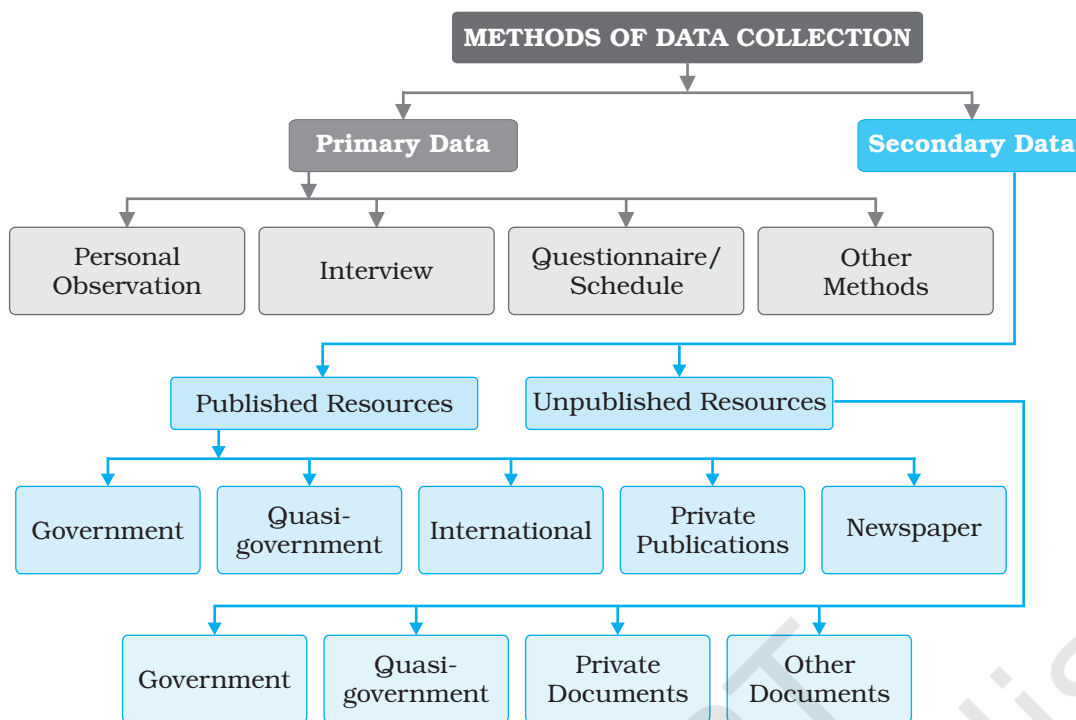 METHODS OF DATA COLLECTION
Primary Data
Secondary Data
Personal
Observation
Interview
Questionnaire/
Schedule
Other
Methods
Published Resources
Unpublished Resources
Government
Quasi-
government
International
Private
Publications
Newspaper
Government
Quasi-
government
Private
Documents
Other
Documents